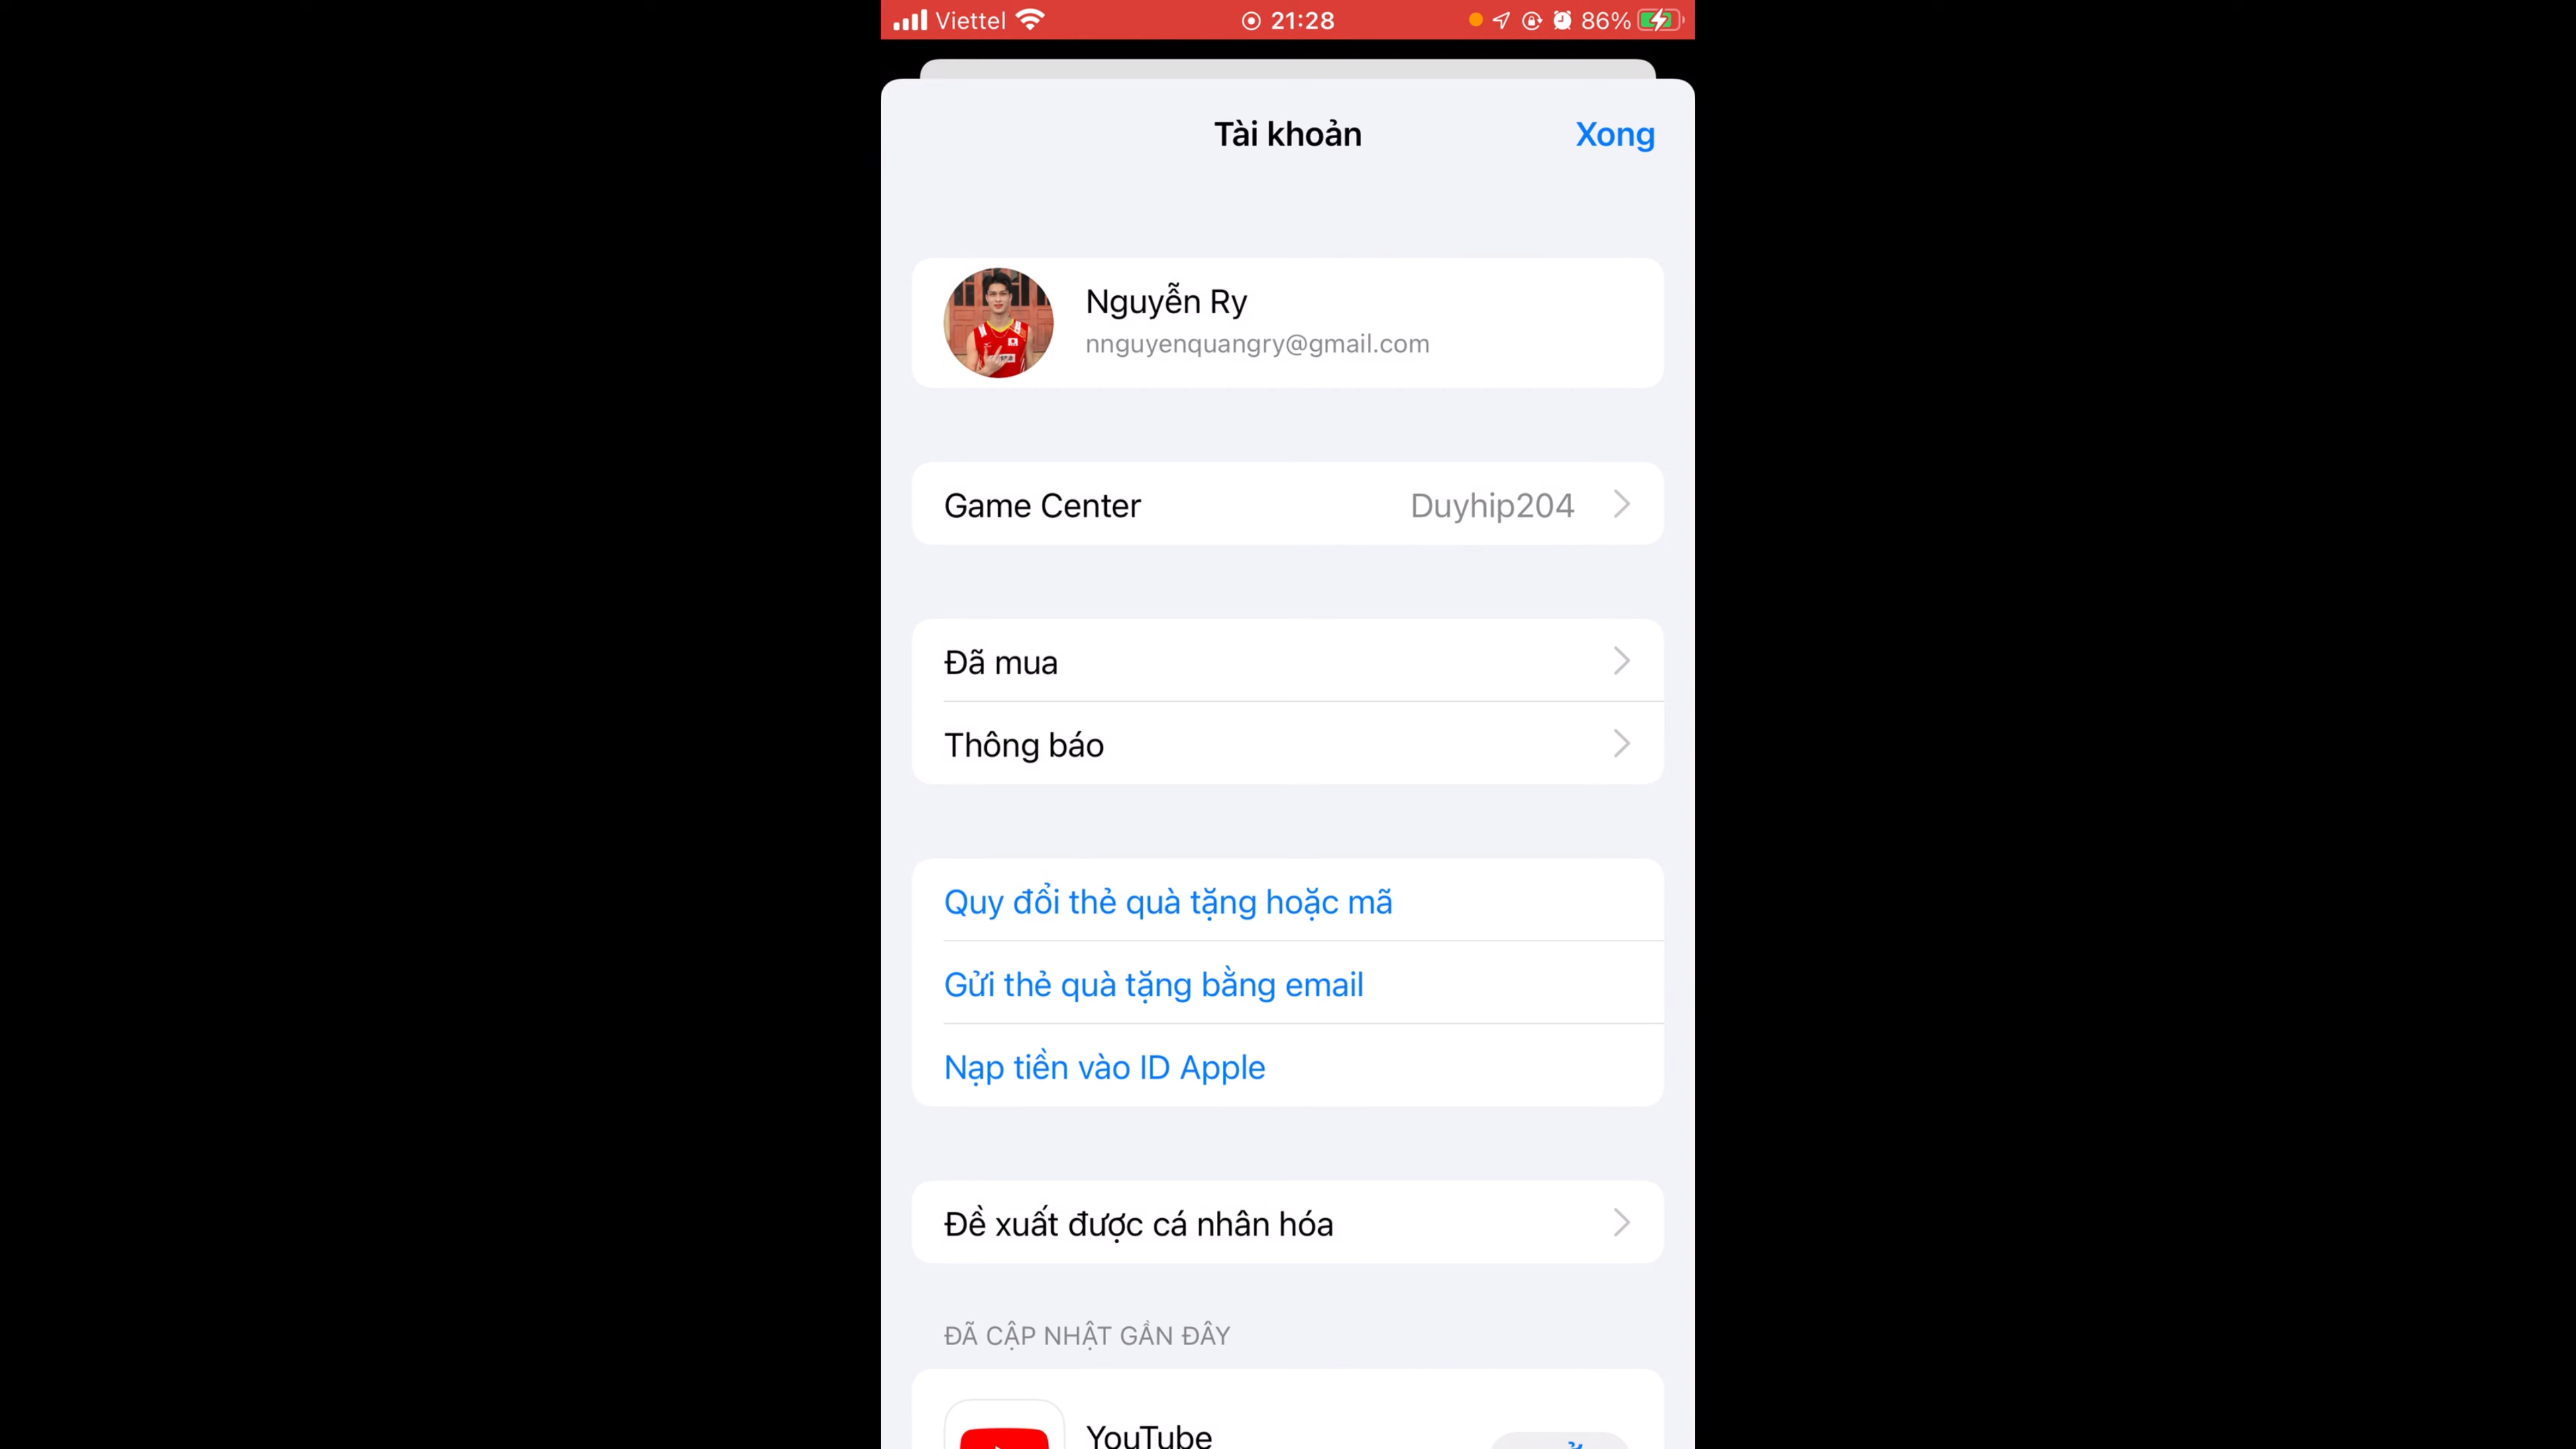 Viettel 21:28 86%
Tài khoản
Xong
Nguyễn Ry
nnguyenquangry@gmail.com
Game Center Duyhip204
Đã mua
Thông báo
Quy đổi thẻ quà tặng hoặc mã
Gửi thẻ quà tặng bằng email
Nạp tiền vào ID Apple
Đề xuất được cá nhân hóa
ĐÃ CẬP NHẬT GẦN ĐÂY
YouTube